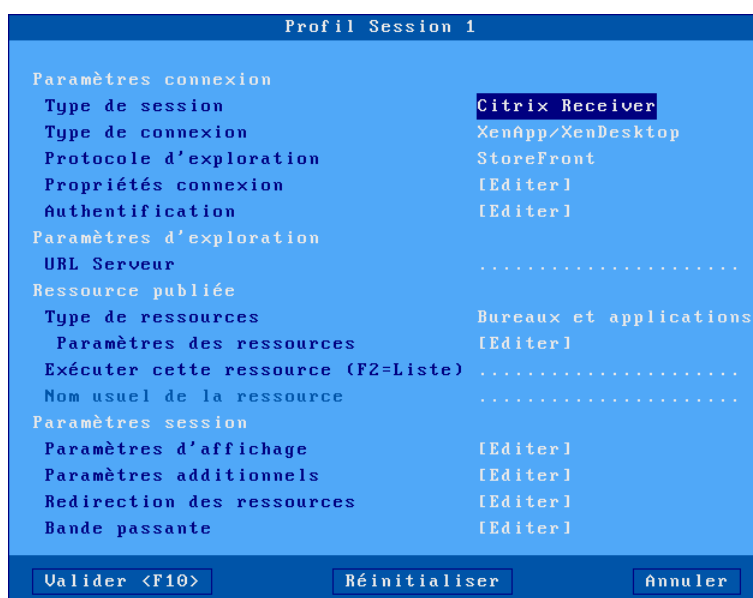 Profil Session 1
Paramètres connexion
Type de session Citrix Receiver
Type de connexion XenApp/XenDesktop
Protocole d'exploration StoreFront
Propriétés connexion [Editer]
Authentification [Editer]
Paramètres d'exploration
URL Serveur ......................
Ressource publiée
Type de ressources Bureaux et applications
Paramètres des ressources [Editer]
Exécuter cette ressource (F2=Liste) ......................
Nom usuel de la ressource ......................
Paramètres session
Paramètres d'affichage [Editer]
Paramètres additionnels [Editer]
Redirection des ressources [Editer]
Bande passante [Editer]
Valider <F10> Réinitialiser Annuler